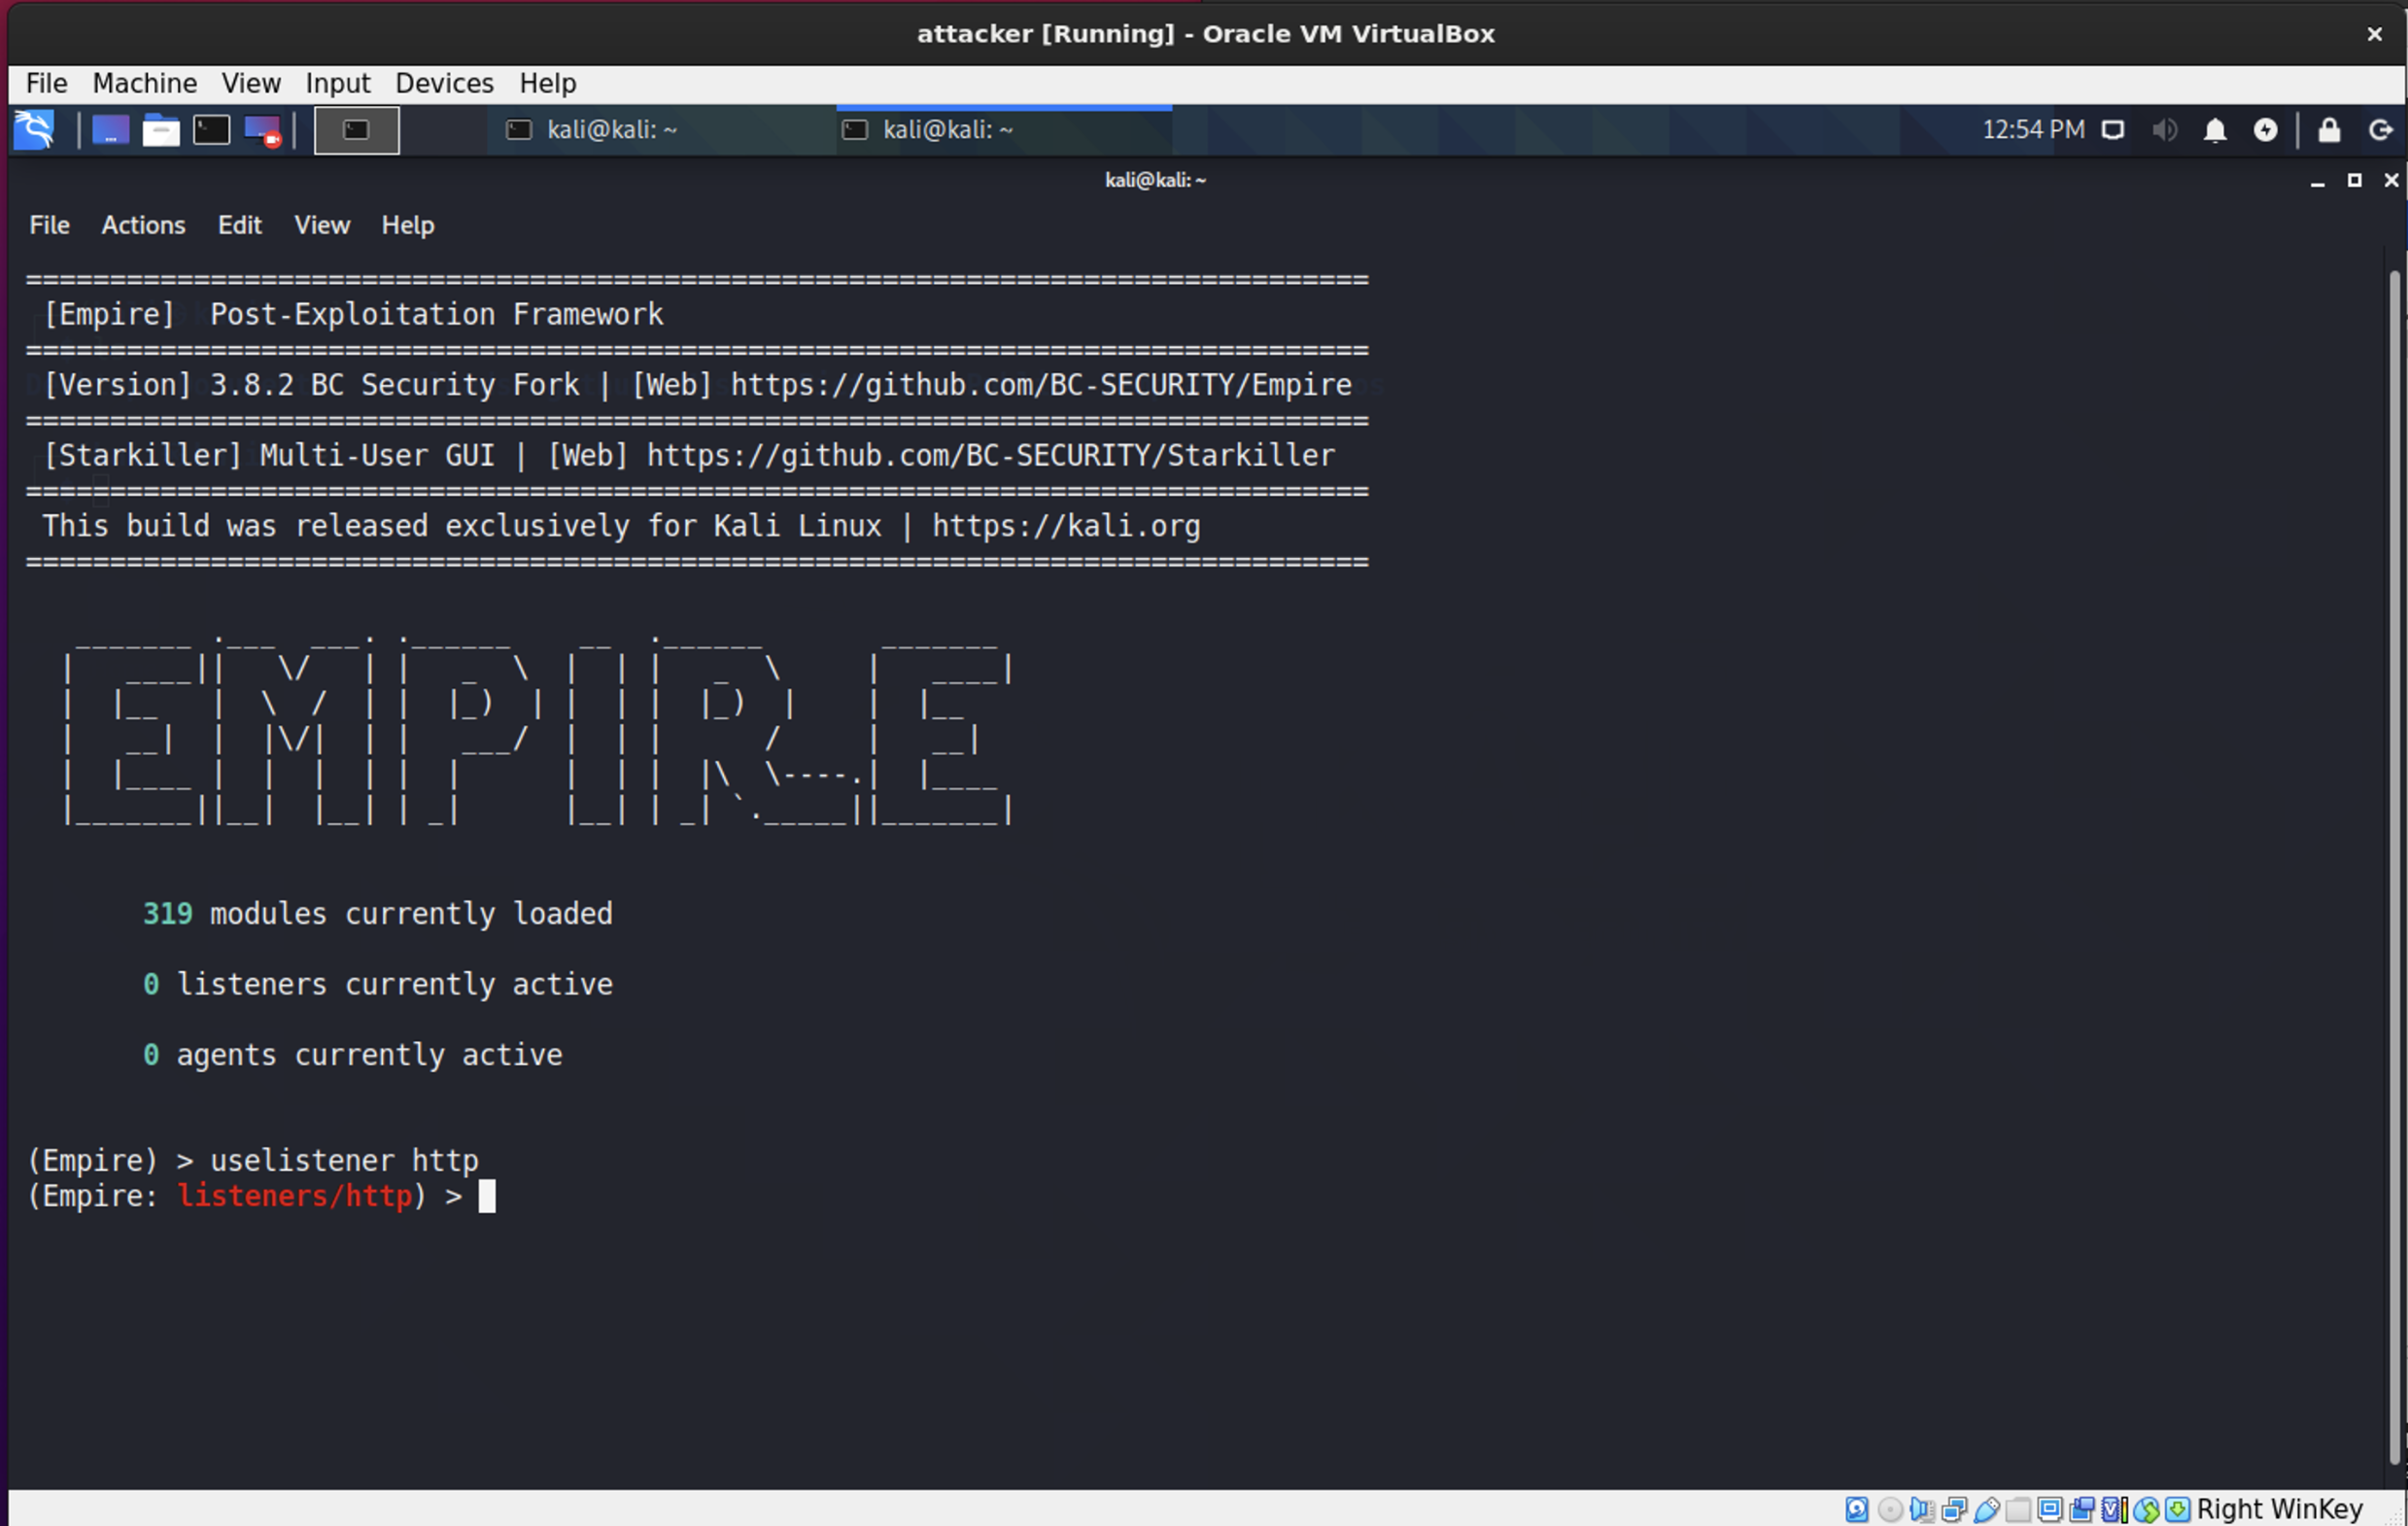 attacker [Running] - Oracle VM VirtualBox
File Machine View Input Devices Help
kali@kali: ~ kali@kali: ~ 12:54 PM
kali@kali: ~
File Actions Edit View Help
================================================================================
[Empire]  Post-Exploitation Framework
================================================================================
[Version] 3.8.2 BC Security Fork | [Web] https://github.com/BC-SECURITY/Empire
================================================================================
[Starkiller] Multi-User GUI | [Web] https://github.com/BC-SECURITY/Starkiller
================================================================================
This build was released exclusively for Kali Linux | https://kali.org
================================================================================
EMPIRE
319 modules currently loaded
0 listeners currently active
0 agents currently active
(Empire) > uselistener http
(Empire: listeners/http) >
Right WinKey